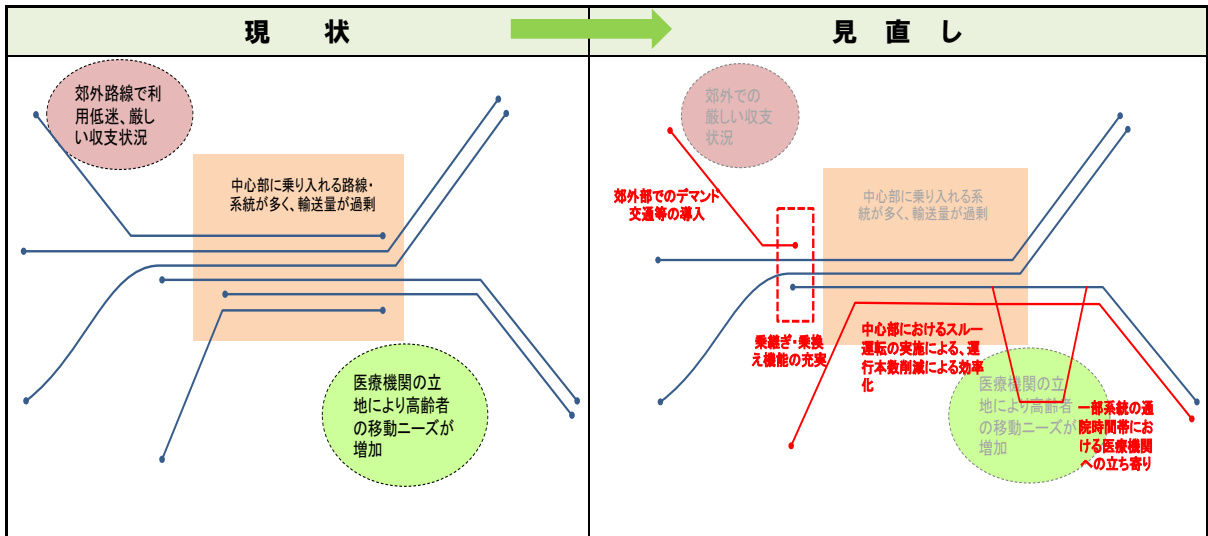 現　状
見　直　し
郊外路線で利
用低迷、厳し
い収支状況
中心部に乗り入れる路線・
系統が多く、輸送量が過剰
医療機関の立
地により高齢者
の移動ニーズが
増加
郊外での
厳しい収支
状況
郊外部でのデマンド
交通等の導入
中心部に乗り入れる系
統が多く、輸送量が過剰
乗継ぎ・乗換
え機能の充実
中心部におけるスルー
運転の実施による、運
行本数削減による効率
化
医療機関の立
地により高齢者
の移動ニーズが
増加
一部系統の通
院時間帯にお
ける医療機関
への立ち寄り